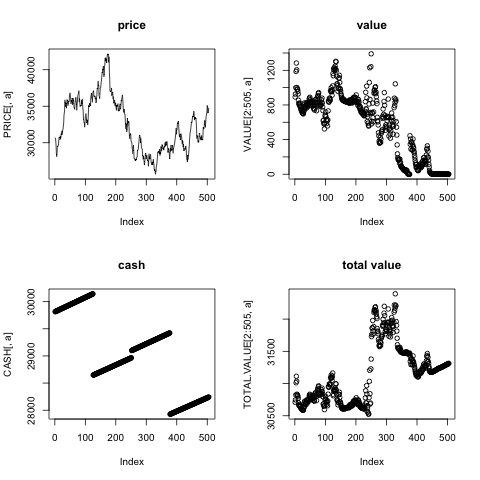 price
PRICE[, a]
30000 35000 40000
0 100 200 300 400 500
Index
value
VALUE[2:505, a]
0 400 800 1200
0 100 200 300 400 500
Index
cash
CASH[, a]
28000 29000 30000
0 100 200 300 400 500
Index
total value
TOTAL.VALUE[2:505, a]
30500 31500
0 100 200 300 400 500
Index